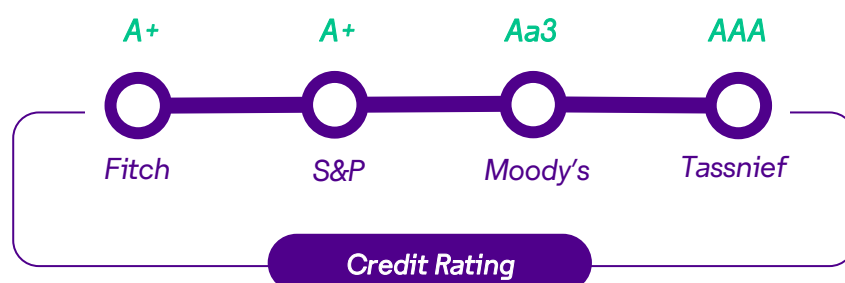 A+ A+ Aa3 AAA
Fitch S&P Moody's Tassnief
Credit Rating